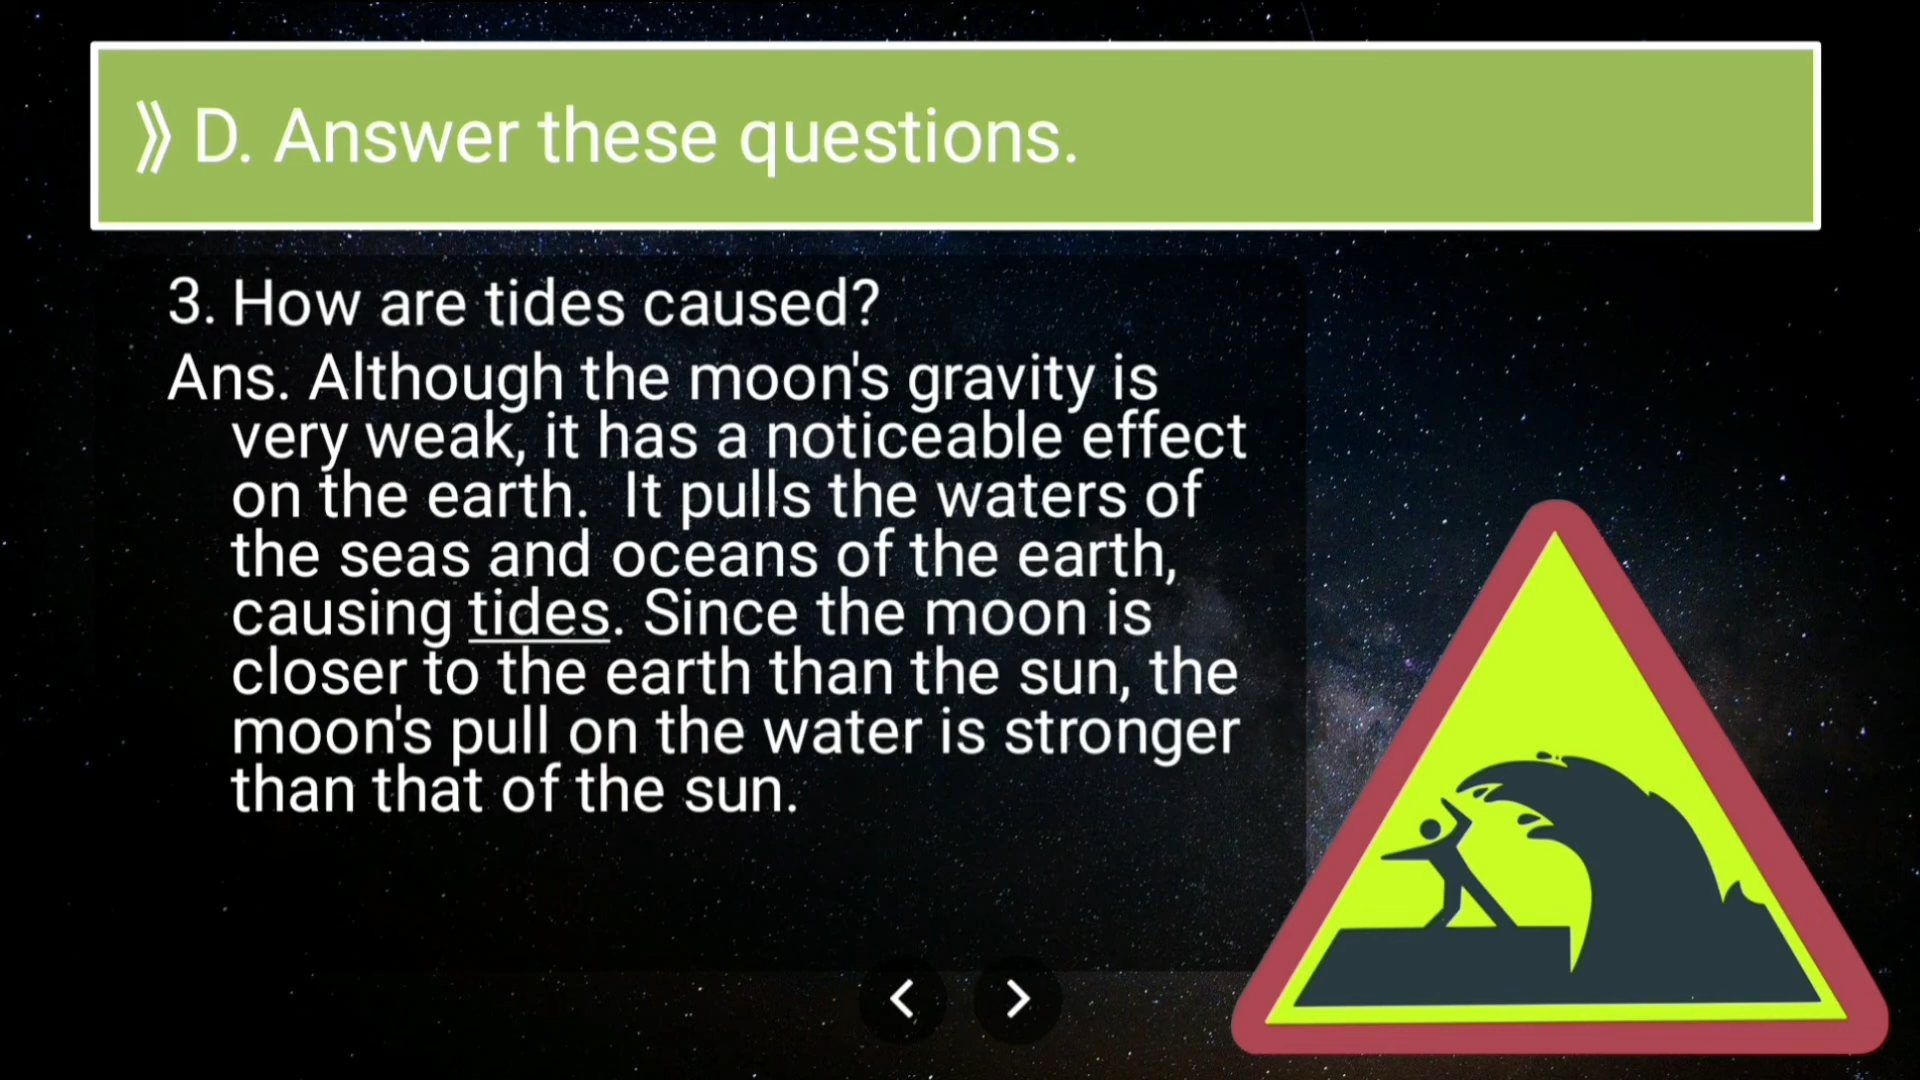 》D. Answer these questions.
3. How are tides caused?
Ans. Although the moon's gravity is
very weak, it has a noticeable effect
on the earth.  It pulls the waters of
the seas and oceans of the earth,
causing tides. Since the moon is
closer to the earth than the sun, the
moon's pull on the water is stronger
than that of the sun.